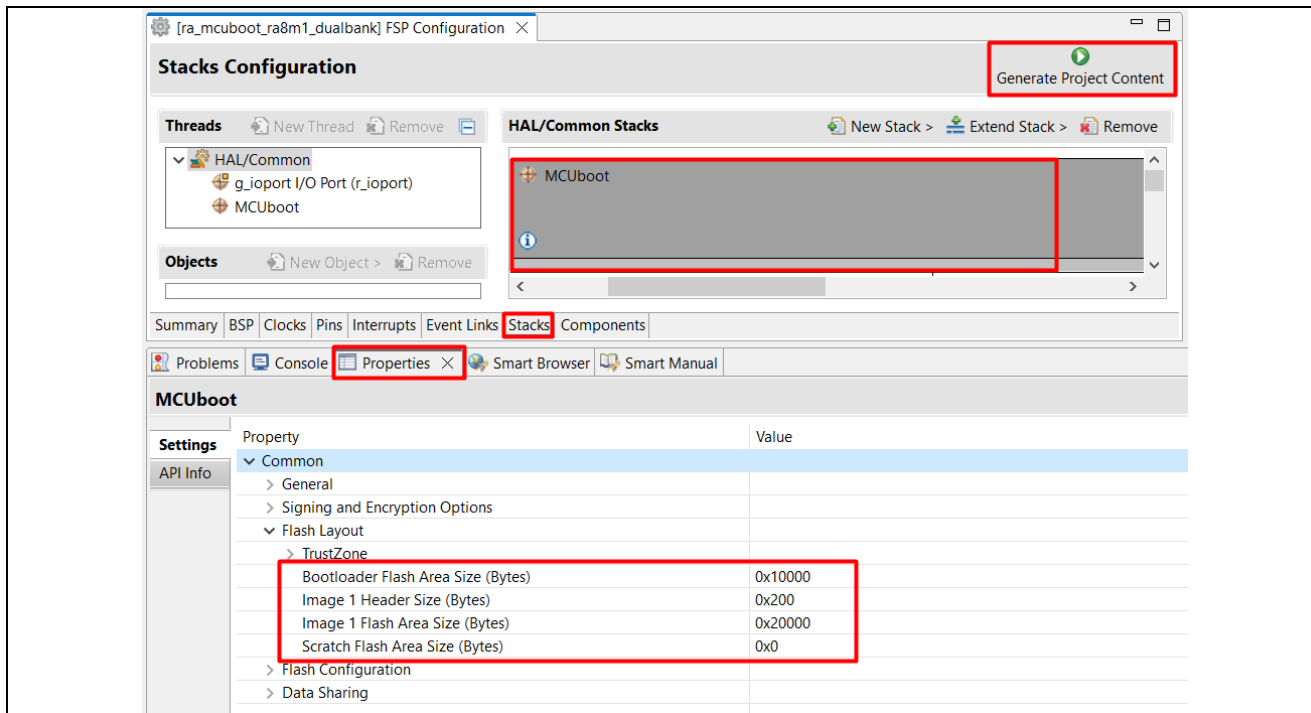 [ra_mcuboot_ra8m1_dualbank] FSP Configuration
Stacks Configuration
Generate Project Content
Threads New Thread Remove
HAL/Common Stacks New Stack > Extend Stack > Remove
HAL/Common
g_ioport I/O Port (r_ioport)
MCUboot
MCUboot
Objects New Object > Remove
Summary BSP Clocks Pins Interrupts Event Links Stacks Components
Problems Console Properties Smart Browser Smart Manual
MCUboot
Settings
API Info
Property Value
Common
General
Signing and Encryption Options
Flash Layout
TrustZone
Bootloader Flash Area Size (Bytes) 0x10000
Image 1 Header Size (Bytes) 0x200
Image 1 Flash Area Size (Bytes) 0x20000
Scratch Flash Area Size (Bytes) 0x0
Flash Configuration
Data Sharing